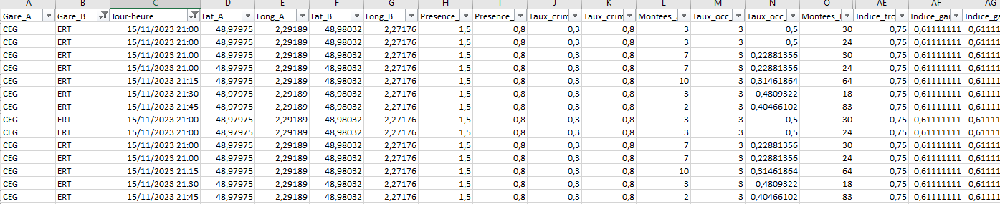 A B C D E F G H I J K L M N O AE AF AG
Gare_A Gare_B Jour-heure Lat_A Long_A Lat_B Long_B Presence_ Presence_ Taux_crim Taux_crim Montees_ Taux_occ_ Taux_occ_ Montees_ Indice_tro Indice_gar Indice_ga
CEG ERT 15/11/2023 21:00 48,97975 2,29189 48,98032 2,27176 1,5 0,8 0,3 0,8 3 3 0,5 30 0,75 0,61111111 0,6111
CEG ERT 15/11/2023 21:00 48,97975 2,29189 48,98032 2,27176 1,5 0,8 0,3 0,8 3 3 0,5 24 0,75 0,61111111 0,6111
CEG ERT 15/11/2023 21:00 48,97975 2,29189 48,98032 2,27176 1,5 0,8 0,3 0,8 7 3 0,22881356 30 0,75 0,61111111 0,6111
CEG ERT 15/11/2023 21:00 48,97975 2,29189 48,98032 2,27176 1,5 0,8 0,3 0,8 7 3 0,22881356 24 0,75 0,61111111 0,6111
CEG ERT 15/11/2023 21:15 48,97975 2,29189 48,98032 2,27176 1,5 0,8 0,3 0,8 10 3 0,31461864 64 0,75 0,61111111 0,6111
CEG ERT 15/11/2023 21:30 48,97975 2,29189 48,98032 2,27176 1,5 0,8 0,3 0,8 3 3 0,4809322 18 0,75 0,61111111 0,6111
CEG ERT 15/11/2023 21:45 48,97975 2,29189 48,98032 2,27176 1,5 0,8 0,3 0,8 2 3 0,40466102 83 0,75 0,61111111 0,6111
CEG ERT 15/11/2023 21:00 48,97975 2,29189 48,98032 2,27176 1,5 0,8 0,3 0,8 3 3 0,5 30 0,75 0,61111111 0,6111
CEG ERT 15/11/2023 21:00 48,97975 2,29189 48,98032 2,27176 1,5 0,8 0,3 0,8 3 3 0,5 24 0,75 0,61111111 0,6111
CEG ERT 15/11/2023 21:00 48,97975 2,29189 48,98032 2,27176 1,5 0,8 0,3 0,8 7 3 0,22881356 30 0,75 0,61111111 0,6111
CEG ERT 15/11/2023 21:00 48,97975 2,29189 48,98032 2,27176 1,5 0,8 0,3 0,8 7 3 0,22881356 24 0,75 0,61111111 0,6111
CEG ERT 15/11/2023 21:15 48,97975 2,29189 48,98032 2,27176 1,5 0,8 0,3 0,8 10 3 0,31461864 64 0,75 0,61111111 0,6111
CEG ERT 15/11/2023 21:30 48,97975 2,29189 48,98032 2,27176 1,5 0,8 0,3 0,8 3 3 0,4809322 18 0,75 0,61111111 0,6111
CEG ERT 15/11/2023 21:45 48,97975 2,29189 48,98032 2,27176 1,5 0,8 0,3 0,8 2 3 0,40466102 83 0,75 0,61111111 0,6111